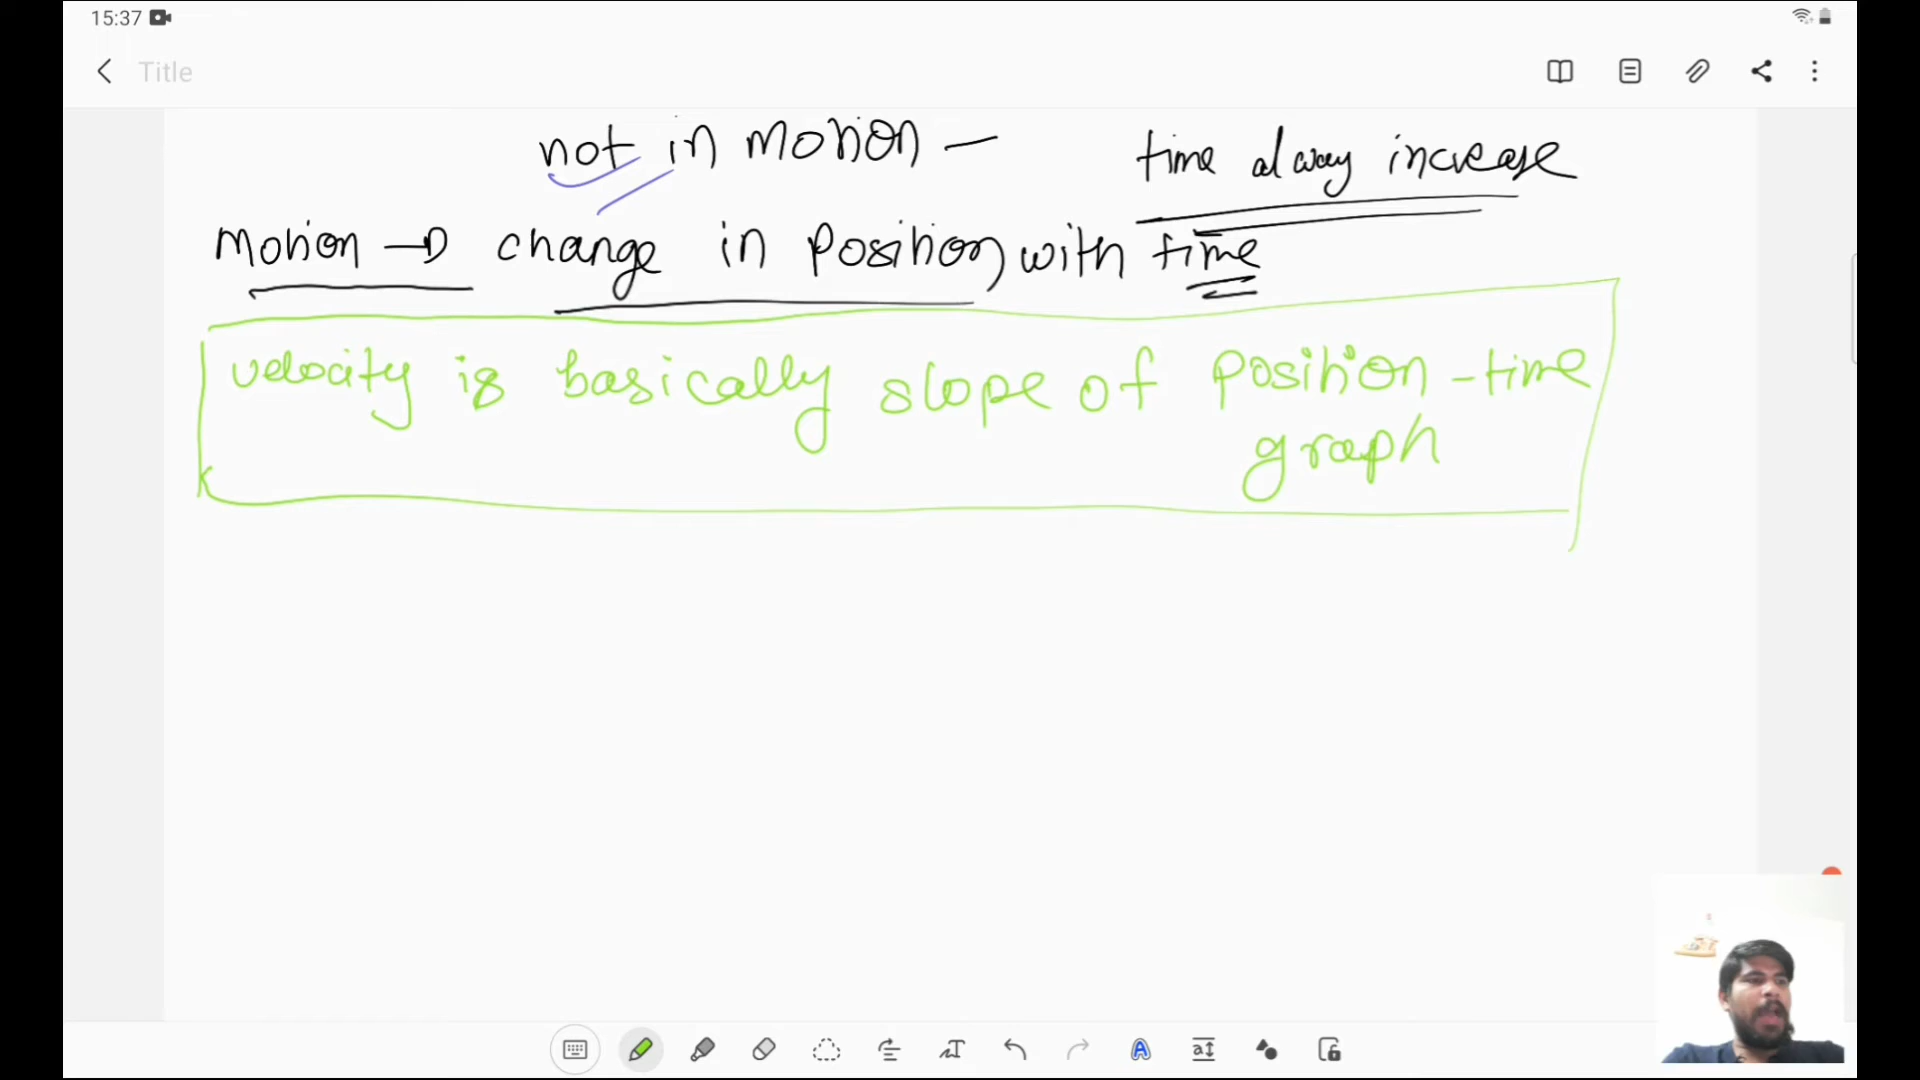 15:37
Title
not in motion –
time alway increase
Motion → change in position with time
velocity is basically slope of position - time
graph